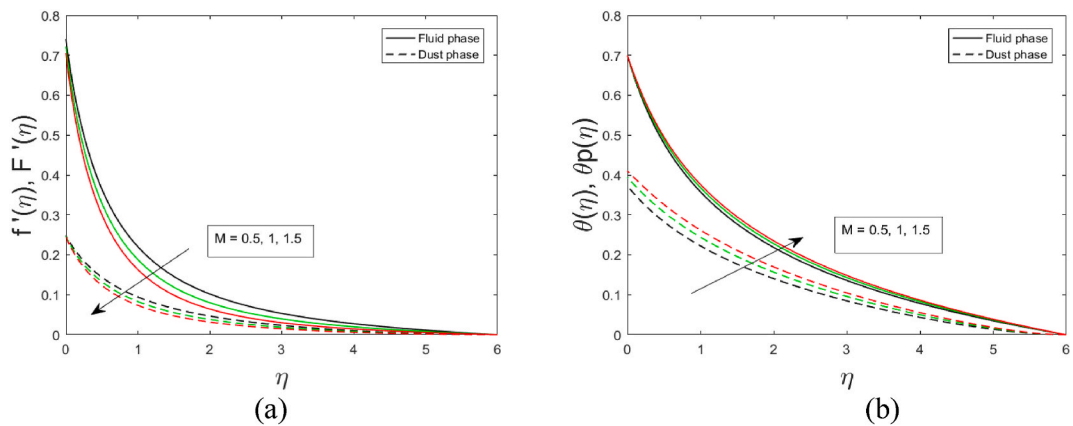 0.8
0.7
0.6
0.5
0.4
0.3
0.2
0.1
0
f '(η), F '(η)
Fluid phase
Dust phase
M = 0.5, 1, 1.5
0 1 2 3 4 5 6
η
(a)
0.8
0.7
0.6
0.5
0.4
0.3
0.2
0.1
0
θ(η), θp(η)
Fluid phase
Dust phase
M = 0.5, 1, 1.5
0 1 2 3 4 5 6
η
(b)